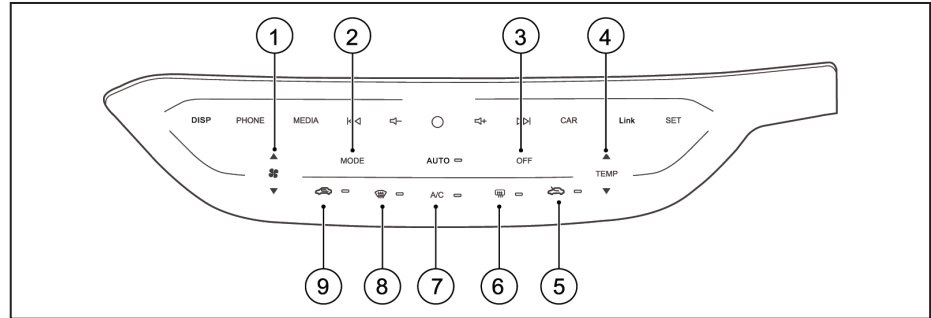 1 2 3 4
DISP PHONE MEDIA CAR Link SET
MODE AUTO OFF
TEMP
A/C
9 8 7 6 5